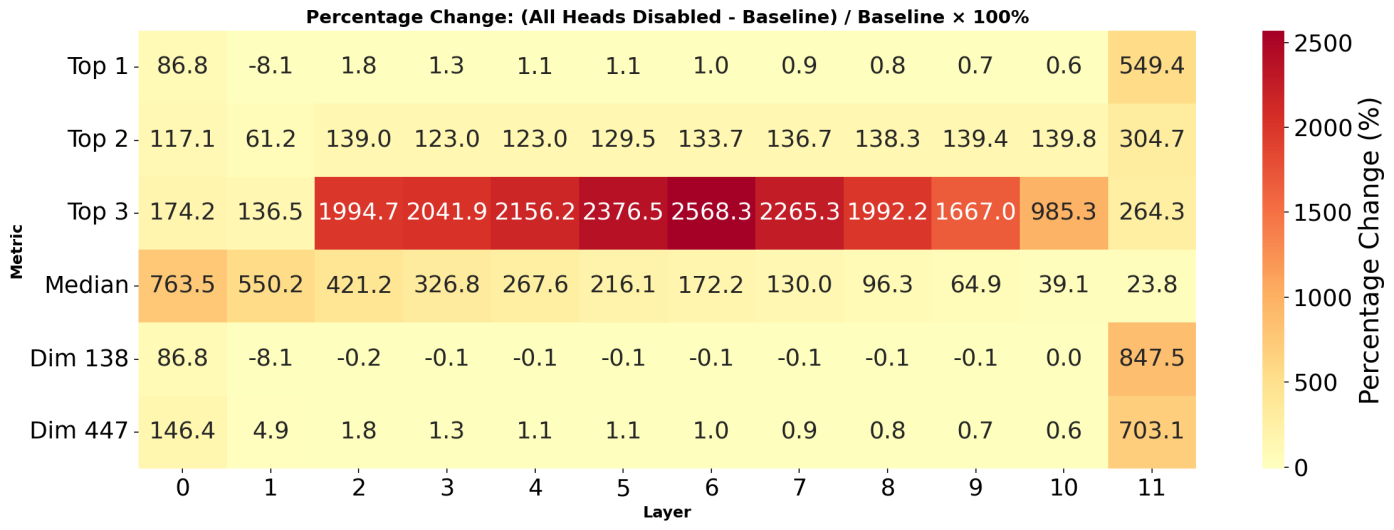 Percentage Change: (All Heads Disabled - Baseline) / Baseline × 100%
Metric
Top 1 86.8 -8.1 1.8 1.3 1.1 1.1 1.0 0.9 0.8 0.7 0.6 549.4
Top 2 117.1 61.2 139.0 123.0 123.0 129.5 133.7 136.7 138.3 139.4 139.8 304.7
Top 3 174.2 136.5 1994.7 2041.9 2156.2 2376.5 2568.3 2265.3 1992.2 1667.0 985.3 264.3
Median 763.5 550.2 421.2 326.8 267.6 216.1 172.2 130.0 96.3 64.9 39.1 23.8
Dim 138 86.8 -8.1 -0.2 -0.1 -0.1 -0.1 -0.1 -0.1 -0.1 -0.1 0.0 847.5
Dim 447 146.4 4.9 1.8 1.3 1.1 1.1 1.0 0.9 0.8 0.7 0.6 703.1
0 1 2 3 4 5 6 7 8 9 10 11
Layer
2500
2000
1500
1000
500
0
Percentage Change (%)